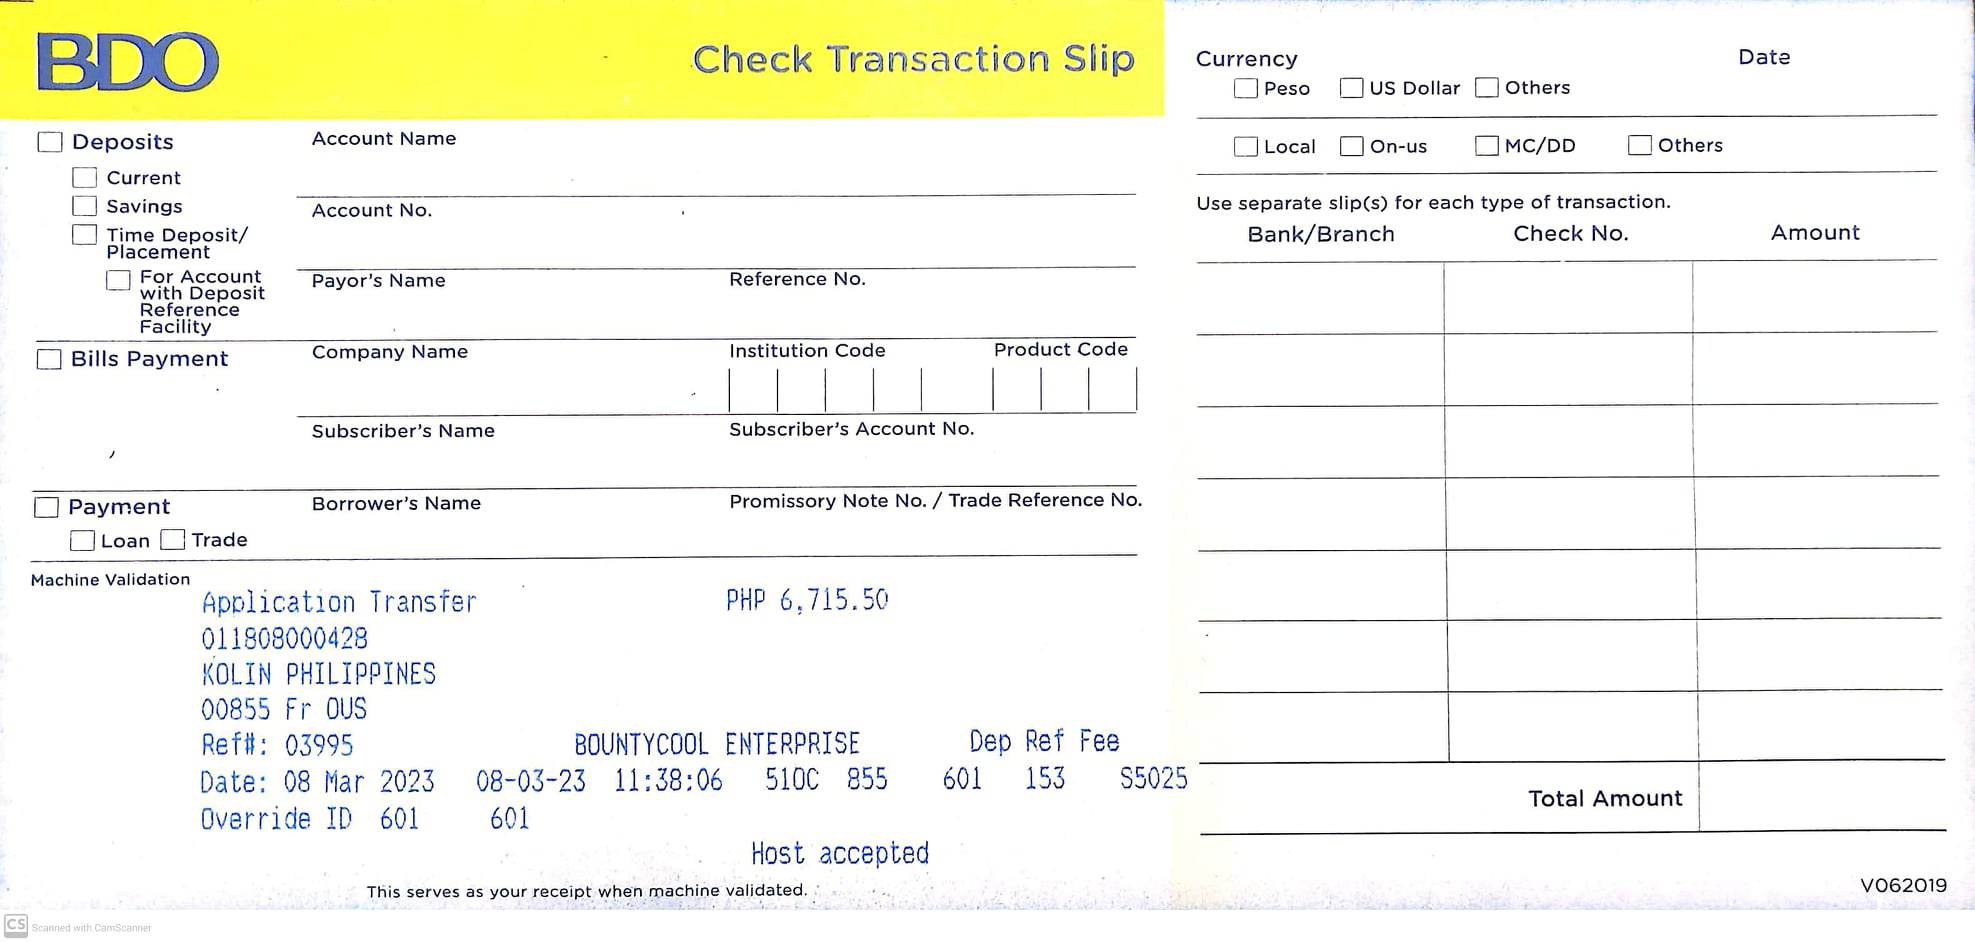 BDO
Check Transaction Slip
Deposits
Current
Savings
Time Deposit/
Placement
For Account
with Deposit
Reference
Facility
Account Name
Account No.
Payor's Name Reference No.
Bills Payment
Company Name Institution Code Product Code
Subscriber's Name Subscriber's Account No.
Payment
Loan Trade
Borrower's Name Promissory Note No. / Trade Reference No.
Machine Validation
Application Transfer PHP 6,715.50
011808000428
KOLIN PHILIPPINES
00855 Fr OUS
Ref#: 03995 BOUNTYCOOL ENTERPRISE Dep Ref Fee
Date: 08 Mar 2023 08-03-23 11:38:06 510C 855 601 153 S5025
Override ID 601 601
Host accepted
This serves as your receipt when machine validated.
Currency Date
Peso US Dollar Others
Local On-us MC/DD Others
Use separate slip(s) for each type of transaction.
Bank/Branch Check No. Amount
Total Amount
V062019
CS Scanned with CamScanner